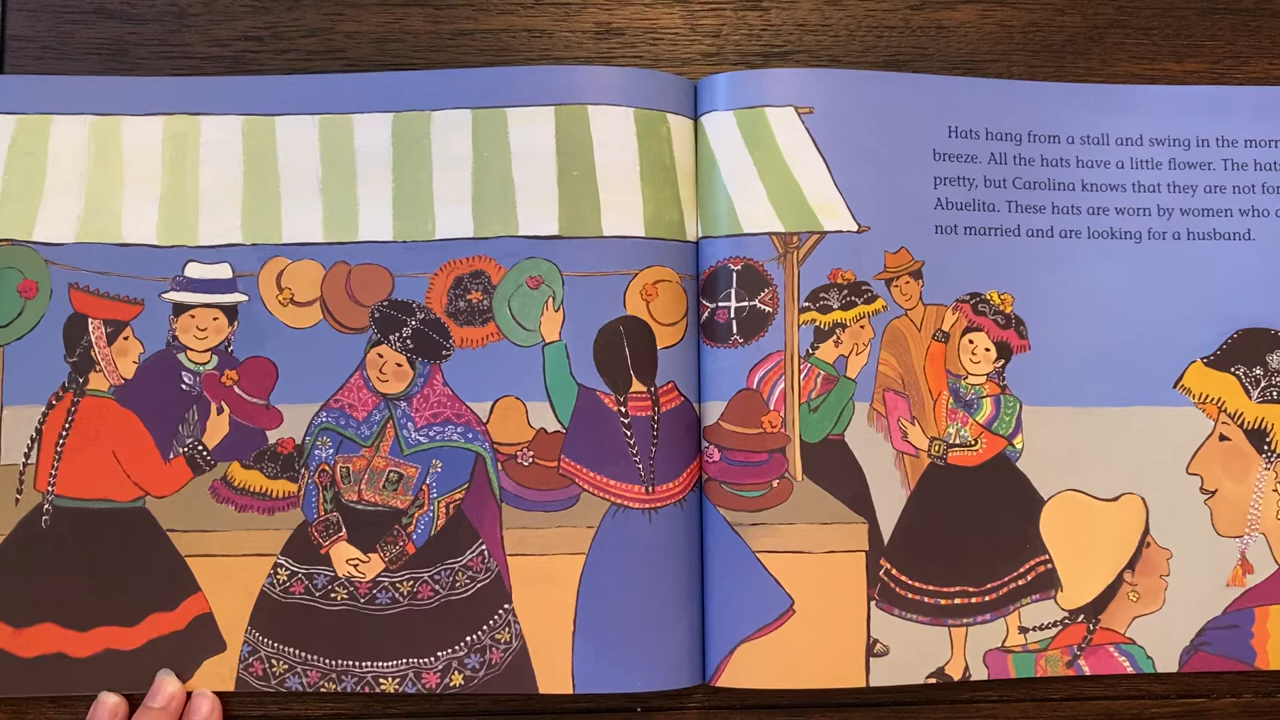 Hats hang from a stall and swing in the morn
breeze. All the hats have a little flower. The hat
pretty, but Carolina knows that they are not for
Abuelita. These hats are worn by women who
not married and are looking for a husband.